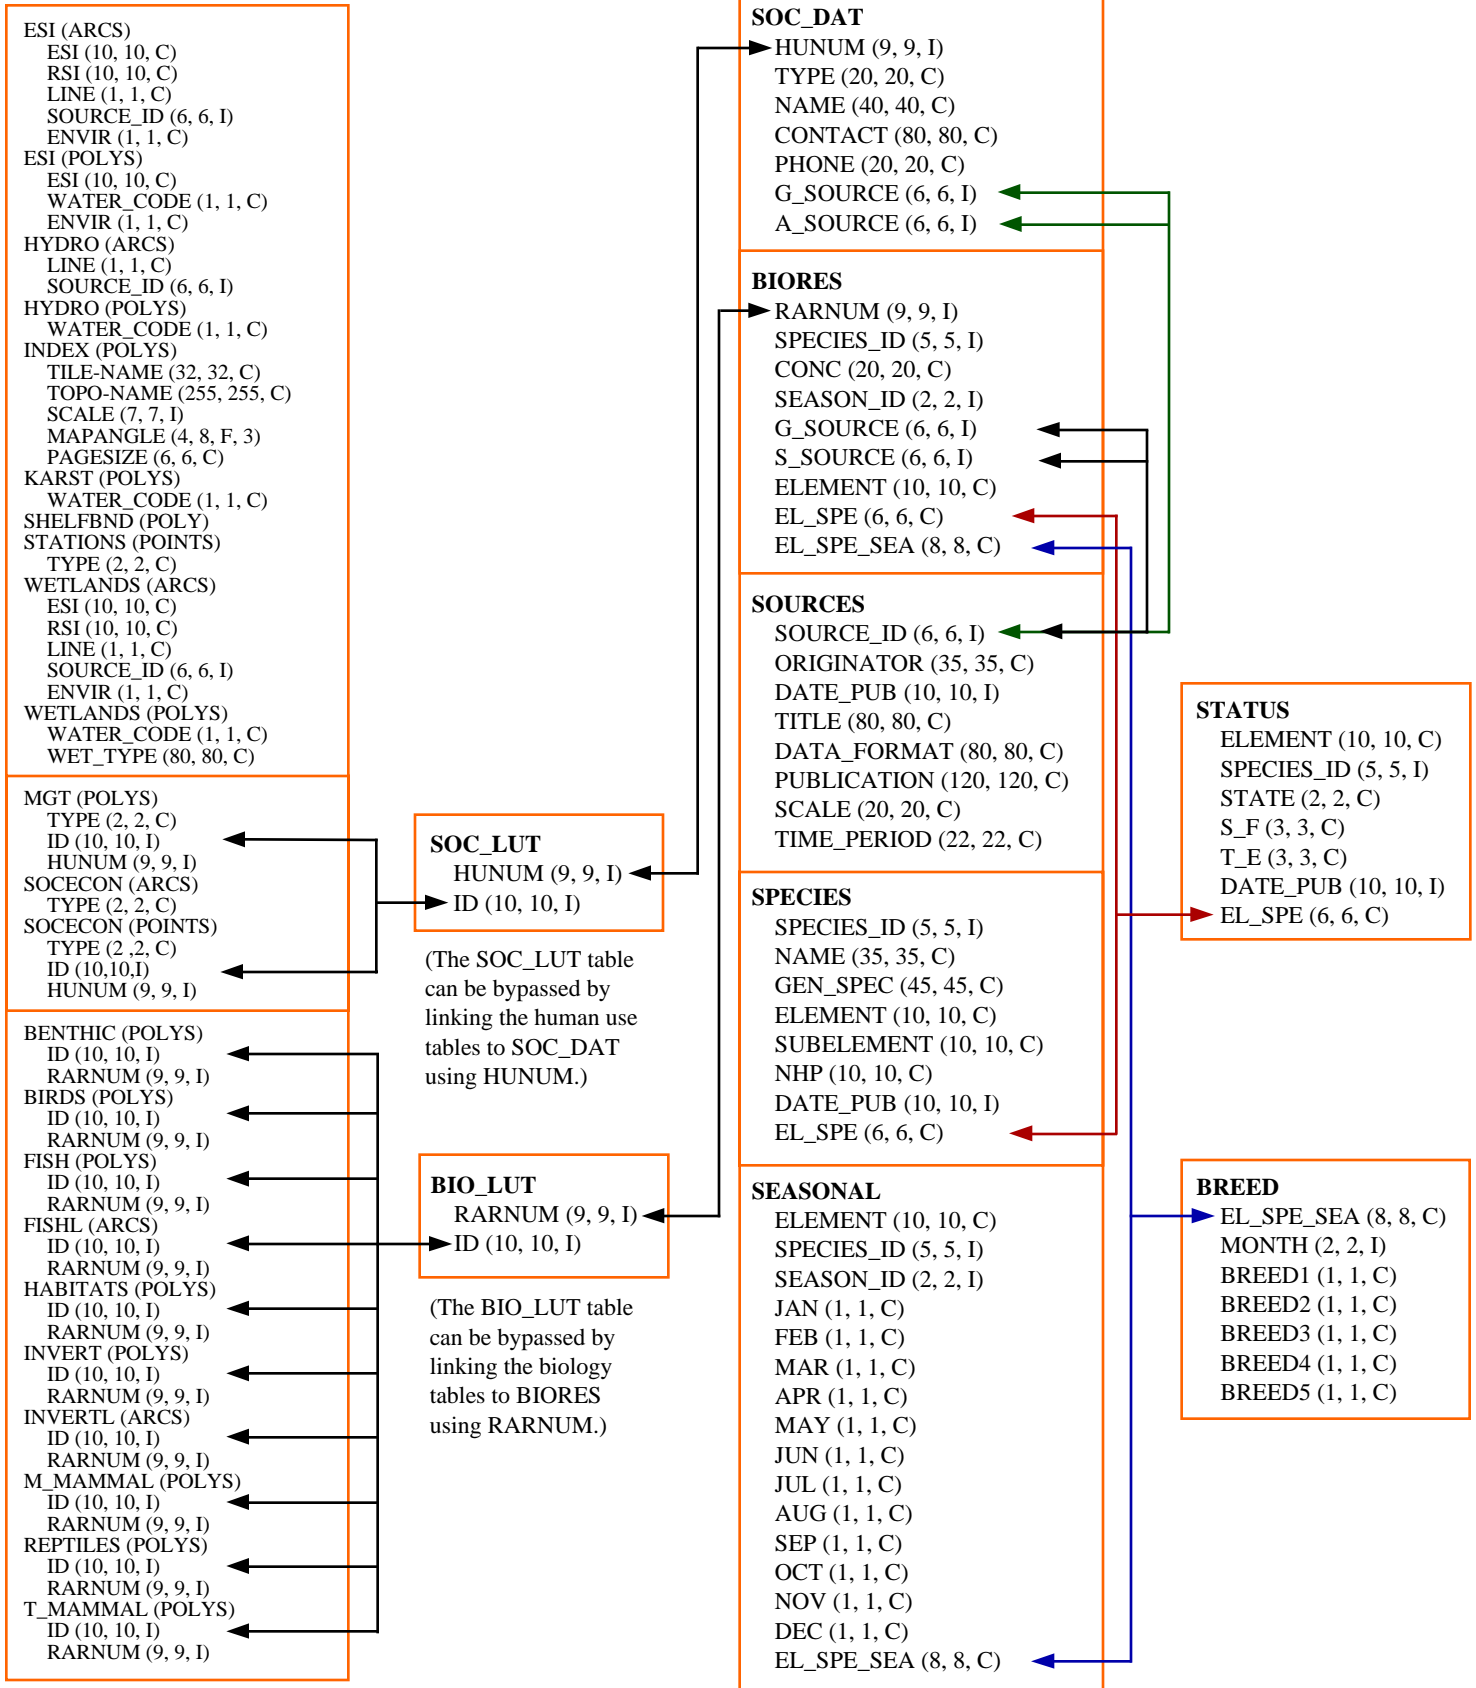 ESI (ARCS)
ESI (10, 10, C)
RSI (10, 10, C)
LINE (1, 1, C)
SOURCE_ID (6, 6, I)
ENVIR (1, 1, C)
ESI (POLYS)
ESI (10, 10, C)
WATER_CODE (1, 1, C)
ENVIR (1, 1, C)
HYDRO (ARCS)
LINE (1, 1, C)
SOURCE_ID (6, 6, I)
HYDRO (POLYS)
WATER_CODE (1, 1, C)
INDEX (POLYS)
TILE-NAME (32, 32, C)
TOPO-NAME (255, 255, C)
SCALE (7, 7, I)
MAPANGLE (4, 8, F, 3)
PAGESIZE (6, 6, C)
KARST (POLYS)
WATER_CODE (1, 1, C)
SHELFBND (POLY)
STATIONS (POINTS)
TYPE (2, 2, C)
WETLANDS (ARCS)
ESI (10, 10, C)
RSI (10, 10, C)
LINE (1, 1, C)
SOURCE_ID (6, 6, I)
ENVIR (1, 1, C)
WETLANDS (POLYS)
WATER_CODE (1, 1, C)
WET_TYPE (80, 80, C)
MGT (POLYS)
TYPE (2, 2, C)
ID (10, 10, I)
HUNUM (9, 9, I)
SOCECON (ARCS)
TYPE (2, 2, C)
SOCECON (POINTS)
TYPE (2 ,2, C)
ID (10,10,I)
HUNUM (9, 9, I)
BENTHIC (POLYS)
ID (10, 10, I)
RARNUM (9, 9, I)
BIRDS (POLYS)
ID (10, 10, I)
RARNUM (9, 9, I)
FISH (POLYS)
ID (10, 10, I)
RARNUM (9, 9, I)
FISHL (ARCS)
ID (10, 10, I)
RARNUM (9, 9, I)
HABITATS (POLYS)
ID (10, 10, I)
RARNUM (9, 9, I)
INVERT (POLYS)
ID (10, 10, I)
RARNUM (9, 9, I)
INVERTL (ARCS)
ID (10, 10, I)
RARNUM (9, 9, I)
M_MAMMAL (POLYS)
ID (10, 10, I)
RARNUM (9, 9, I)
REPTILES (POLYS)
ID (10, 10, I)
RARNUM (9, 9, I)
T_MAMMAL (POLYS)
ID (10, 10, I)
RARNUM (9, 9, I)
SOC_LUT
HUNUM (9, 9, I)
ID (10, 10, I)
(The SOC_LUT table
can be bypassed by
linking the human use
tables to SOC_DAT
using HUNUM.)
BIO_LUT
RARNUM (9, 9, I)
ID (10, 10, I)
(The BIO_LUT table
can be bypassed by
linking the biology
tables to BIORES
using RARNUM.)
SOC_DAT
HUNUM (9, 9, I)
TYPE (20, 20, C)
NAME (40, 40, C)
CONTACT (80, 80, C)
PHONE (20, 20, C)
G_SOURCE (6, 6, I)
A_SOURCE (6, 6, I)
BIORES
RARNUM (9, 9, I)
SPECIES_ID (5, 5, I)
CONC (20, 20, C)
SEASON_ID (2, 2, I)
G_SOURCE (6, 6, I)
S_SOURCE (6, 6, I)
ELEMENT (10, 10, C)
EL_SPE (6, 6, C)
EL_SPE_SEA (8, 8, C)
SOURCES
SOURCE_ID (6, 6, I)
ORIGINATOR (35, 35, C)
DATE_PUB (10, 10, I)
TITLE (80, 80, C)
DATA_FORMAT (80, 80, C)
PUBLICATION (120, 120, C)
SCALE (20, 20, C)
TIME_PERIOD (22, 22, C)
SPECIES
SPECIES_ID (5, 5, I)
NAME (35, 35, C)
GEN_SPEC (45, 45, C)
ELEMENT (10, 10, C)
SUBELEMENT (10, 10, C)
NHP (10, 10, C)
DATE_PUB (10, 10, I)
EL_SPE (6, 6, C)
SEASONAL
ELEMENT (10, 10, C)
SPECIES_ID (5, 5, I)
SEASON_ID (2, 2, I)
JAN (1, 1, C)
FEB (1, 1, C)
MAR (1, 1, C)
APR (1, 1, C)
MAY (1, 1, C)
JUN (1, 1, C)
JUL (1, 1, C)
AUG (1, 1, C)
SEP (1, 1, C)
OCT (1, 1, C)
NOV (1, 1, C)
DEC (1, 1, C)
EL_SPE_SEA (8, 8, C)
STATUS
ELEMENT (10, 10, C)
SPECIES_ID (5, 5, I)
STATE (2, 2, C)
S_F (3, 3, C)
T_E (3, 3, C)
DATE_PUB (10, 10, I)
EL_SPE (6, 6, C)
BREED
EL_SPE_SEA (8, 8, C)
MONTH (2, 2, I)
BREED1 (1, 1, C)
BREED2 (1, 1, C)
BREED3 (1, 1, C)
BREED4 (1, 1, C)
BREED5 (1, 1, C)